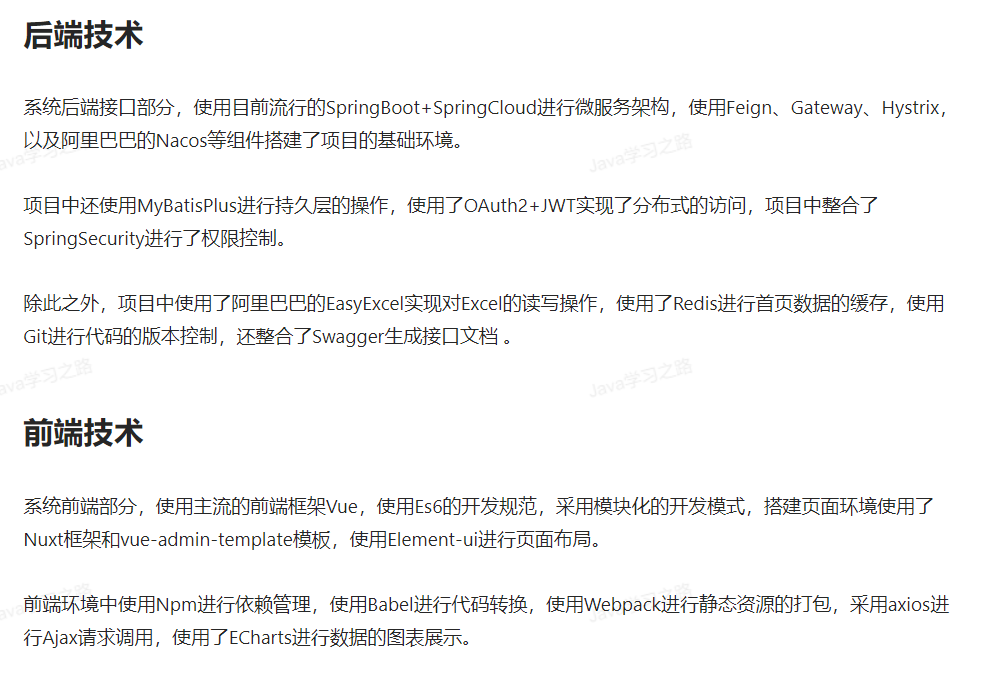 后端技术
系统后端接口部分，使用目前流行的SpringBoot+SpringCloud进行微服务架构，使用Feign、Gateway、Hystrix，
以及阿里巴巴的Nacos等组件搭建了项目的基础环境。
项目中还使用MyBatisPlus进行持久层的操作，使用了OAuth2+JWT实现了分布式的访问，项目中整合了
SpringSecurity进行了权限控制。
除此之外，项目中使用了阿里巴巴的EasyExcel实现对Excel的读写操作，使用了Redis进行首页数据的缓存，使用
Git进行代码的版本控制，还整合了Swagger生成接口文档 。
Java学习之路
Java学习之路
前端技术
系统前端部分，使用主流的前端框架Vue，使用Es6的开发规范，采用模块化的开发模式，搭建页面环境使用了
Nuxt框架和vue-admin-template模板，使用Element-ui进行页面布局。
前端环境中使用Npm进行依赖管理，使用Babel进行代码转换，使用Webpack进行静态资源的打包，采用axios进
行Ajax请求调用，使用了ECharts进行数据的图表展示。